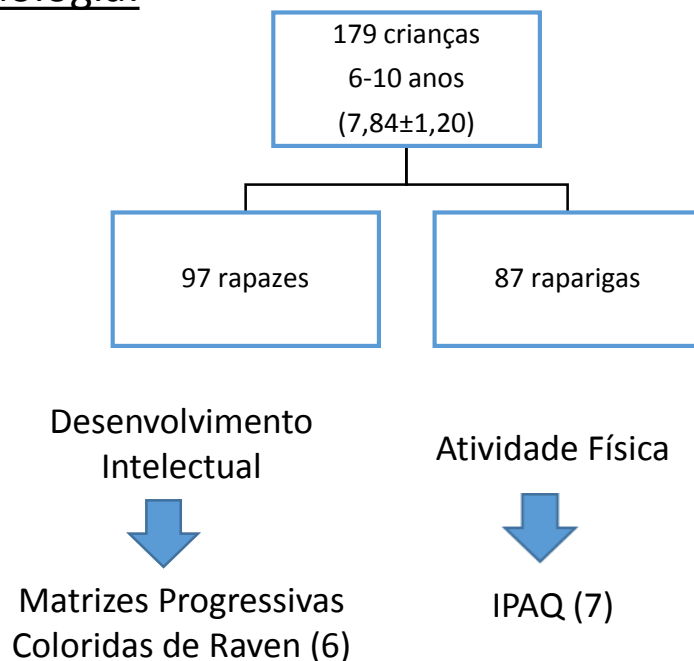 179 crianças
6-10 anos
(7,84±1,20)
97 rapazes
87 raparigas
Desenvolvimento
Intelectual
Atividade Física
Matrizes Progressivas
Coloridas de Raven (6)
IPAQ (7)